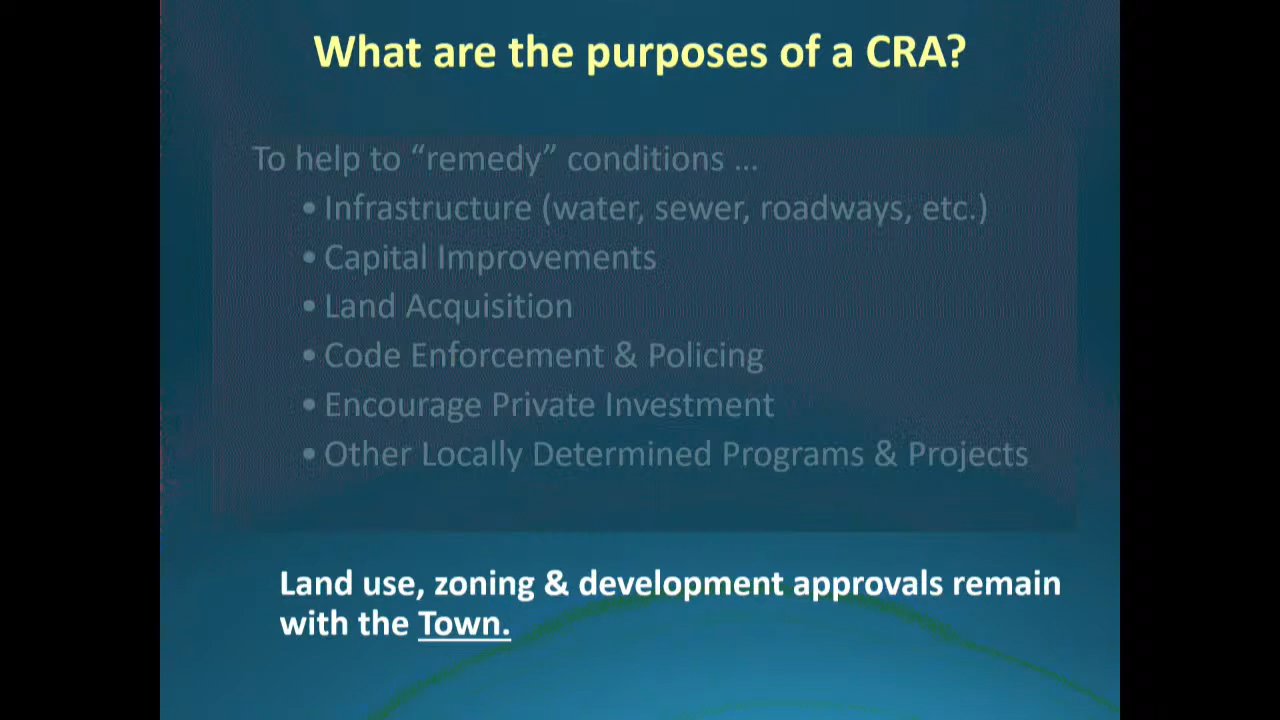 What are the purposes of a CRA?
To help to “remedy” conditions …
• Infrastructure (water, sewer, roadways, etc.)
• Capital Improvements
• Land Acquisition
• Code Enforcement & Policing
• Encourage Private Investment
• Other Locally Determined Programs & Projects
Land use, zoning & development approvals remain
with the Town.